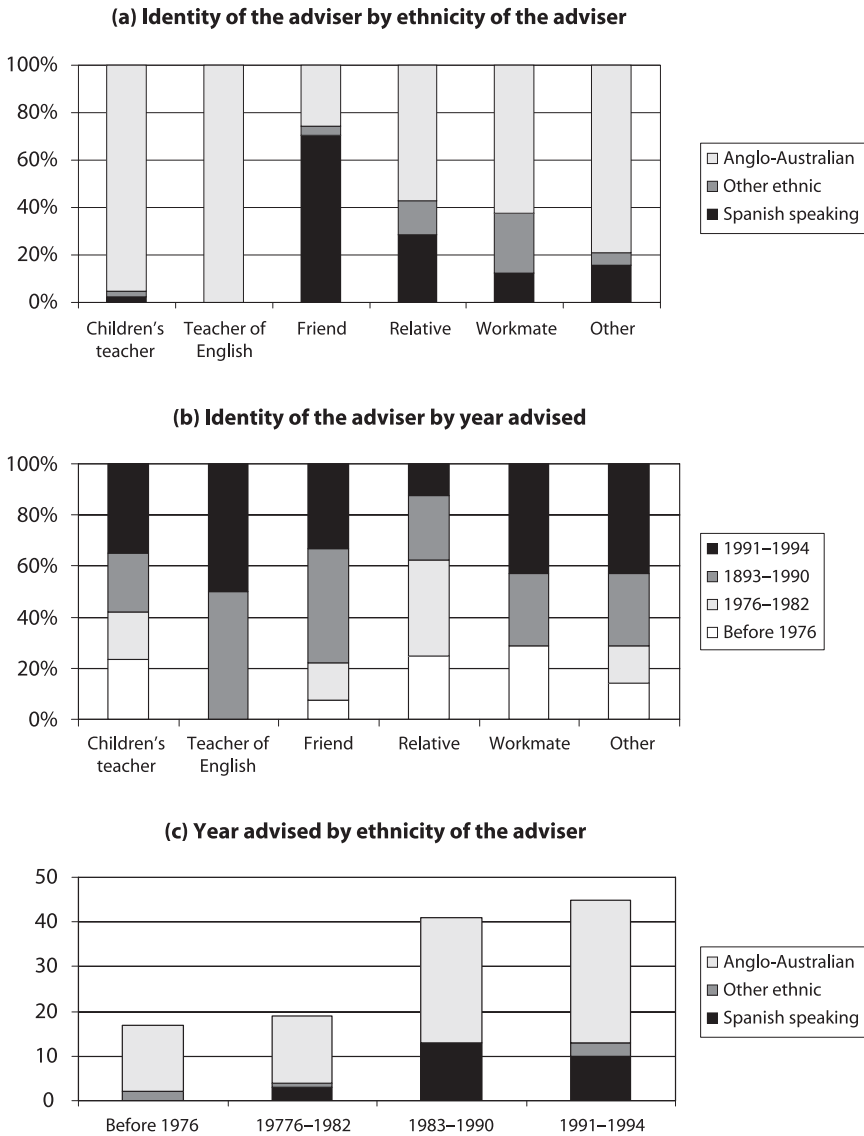 (a) Identity of the adviser by ethnicity of the adviser
100%
80%
60%
40%
20%
0%
Children's
teacher
Teacher of
English
Friend
Relative
Workmate
Other
Anglo-Australian
Other ethnic
Spanish speaking
(b) Identity of the adviser by year advised
100%
80%
60%
40%
20%
0%
Children's
teacher
Teacher of
English
Friend
Relative
Workmate
Other
1991–1994
1893–1990
1976–1982
Before 1976
(c) Year advised by ethnicity of the adviser
50
40
30
20
10
0
Before 1976
19776–1982
1983–1990
1991–1994
Anglo-Australian
Other ethnic
Spanish speaking